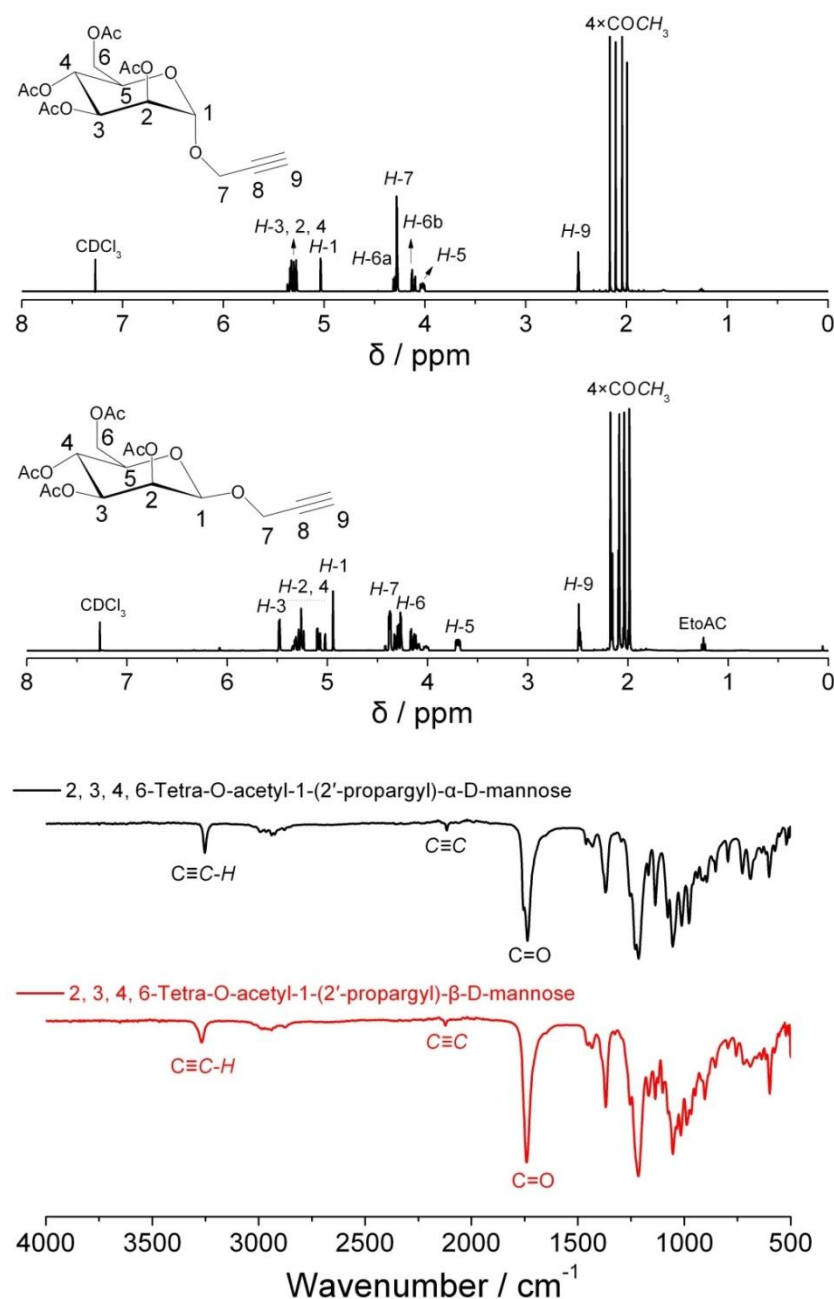 OAc
6
4
AcO
AcO
O
5
AcO
3
2
1
O
7
8
9
CDCl3
H-3, 2, 4
H-1
H-6a
H-7
H-6b
H-5
H-9
4×COCH3
8 7 6 5 4 3 2 1 0
δ / ppm
OAc
6
4
AcO
AcO
O
5
AcO
3
2
1
O
7
8
9
CDCl3
H-3
H-2, 4
H-1
H-7
H-6
H-5
H-9
4×COCH3
EtoAC
8 7 6 5 4 3 2 1 0
δ / ppm
2, 3, 4, 6-Tetra-O-acetyl-1-(2′-propargyl)-α-D-mannose
C≡C-H
C≡C
C=O
2, 3, 4, 6-Tetra-O-acetyl-1-(2′-propargyl)-β-D-mannose
C≡C-H
C≡C
C=O
4000 3500 3000 2500 2000 1500 1000 500
Wavenumber / cm⁻¹